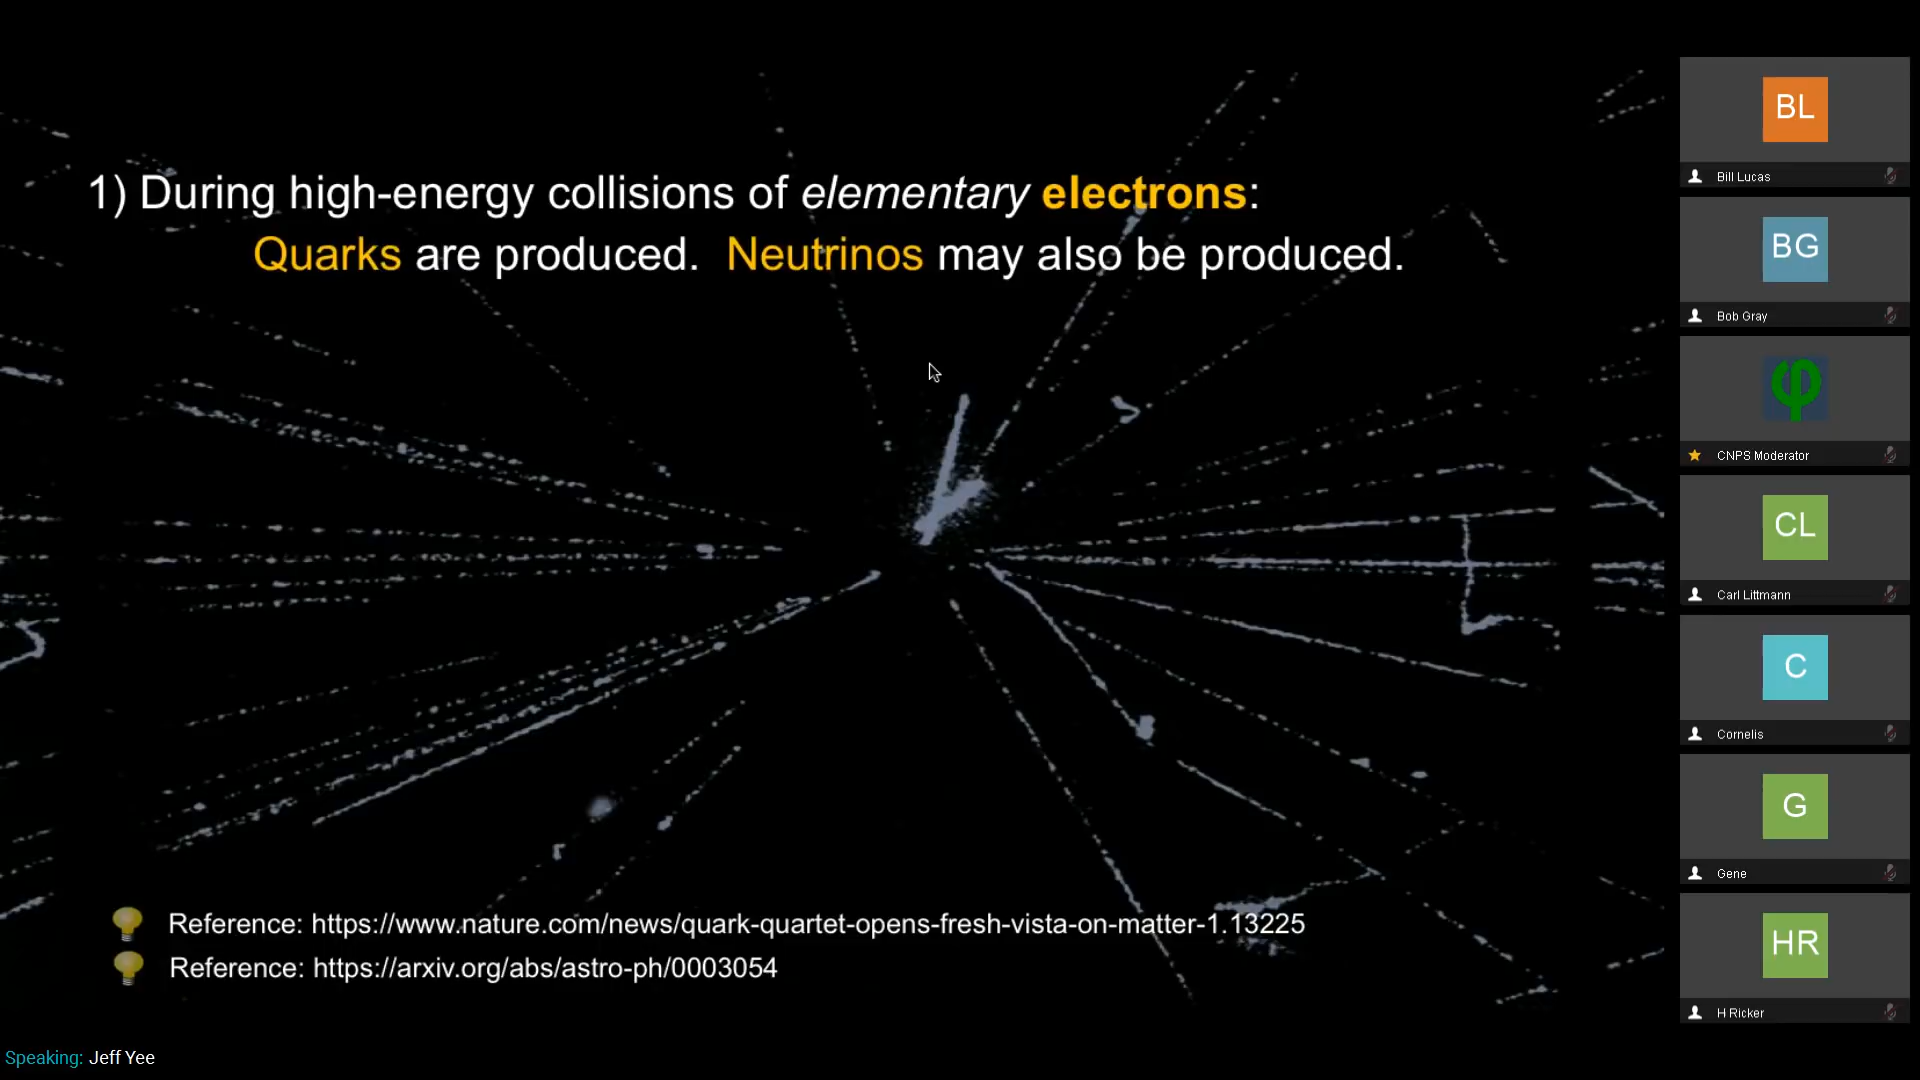 1) During high-energy collisions of elementary electrons:
Quarks are produced. Neutrinos may also be produced.
Reference: https://www.nature.com/news/quark-quartet-opens-fresh-vista-on-matter-1.13225
Reference: https://arxiv.org/abs/astro-ph/0003054
Speaking: Jeff Yee
BL
Bill Lucas
BG
Bob Gray
φ
CNPS Moderator
CL
Carl Littmann
C
Cornelis
G
Gene
HR
H Ricker